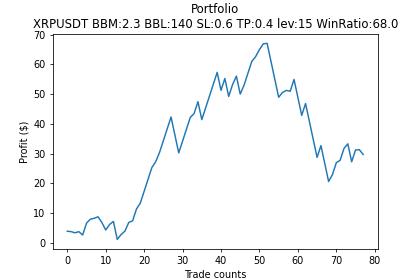 Portfolio
XRPUSDT BBM:2.3 BBL:140 SL:0.6 TP:0.4 lev:15 WinRatio:68.0
70
60
50
40
30
20
10
0
Profit ($)
0 10 20 30 40 50 60 70 80
Trade counts